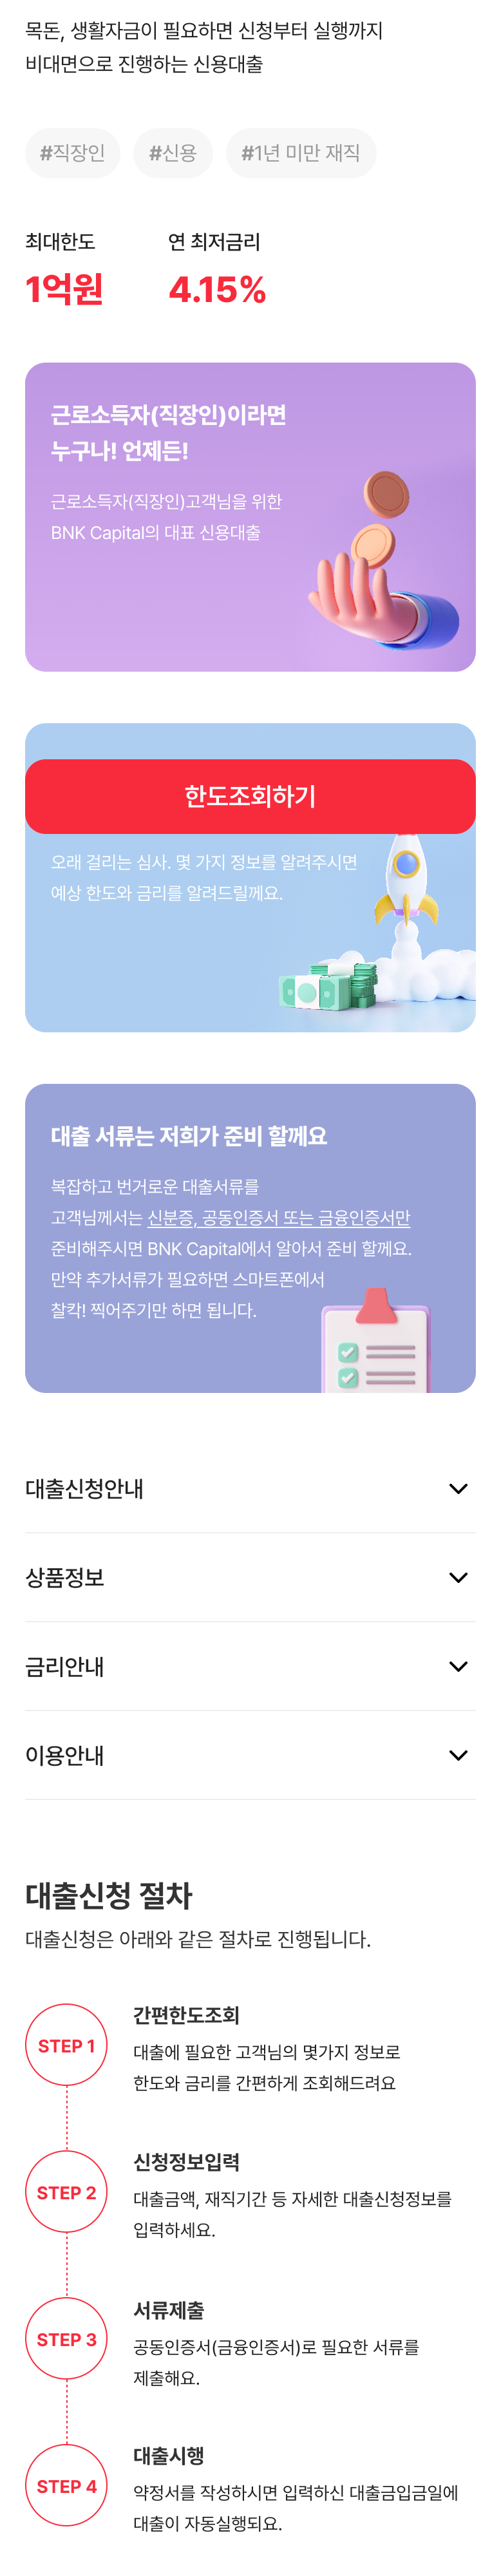 목돈, 생활자금이 필요하면 신청부터 실행까지
비대면으로 진행하는 신용대출
#직장인 #신용 #1년 미만 재직
최대한도 연 최저금리
1억원 4.15%
근로소득자(직장인)이라면
누구나! 언제든!
근로소득자(직장인)고객님을 위한
BNK Capital의 대표 신용대출
한도조회하기
오래 걸리는 심사. 몇 가지 정보를 알려주시면
예상 한도와 금리를 알려드릴께요.
대출 서류는 저희가 준비 할께요
복잡하고 번거로운 대출서류를
고객님께서는 신분증, 공동인증서 또는 금융인증서만
준비해주시면 BNK Capital에서 알아서 준비 할께요.
만약 추가서류가 필요하면 스마트폰에서
찰칵! 찍어주기만 하면 됩니다.
대출신청안내
상품정보
금리안내
이용안내
대출신청 절차
대출신청은 아래와 같은 절차로 진행됩니다.
STEP 1
간편한도조회
대출에 필요한 고객님의 몇가지 정보로
한도와 금리를 간편하게 조회해드려요
STEP 2
신청정보입력
대출금액, 재직기간 등 자세한 대출신청정보를
입력하세요.
STEP 3
서류제출
공동인증서(금융인증서)로 필요한 서류를
제출해요.
STEP 4
대출시행
약정서를 작성하시면 입력하신 대출금입금일에
대출이 자동실행되요.